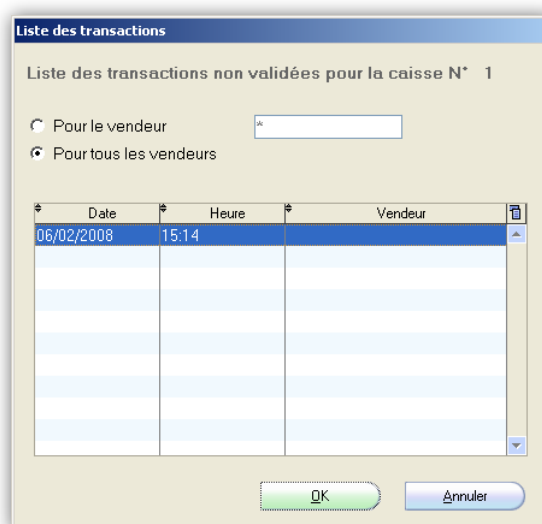 Liste des transactions
Liste des transactions non validées pour la caisse N° 1
Pour le vendeur *
Pour tous les vendeurs
Date Heure Vendeur
06/02/2008 15:14
OK Annuler